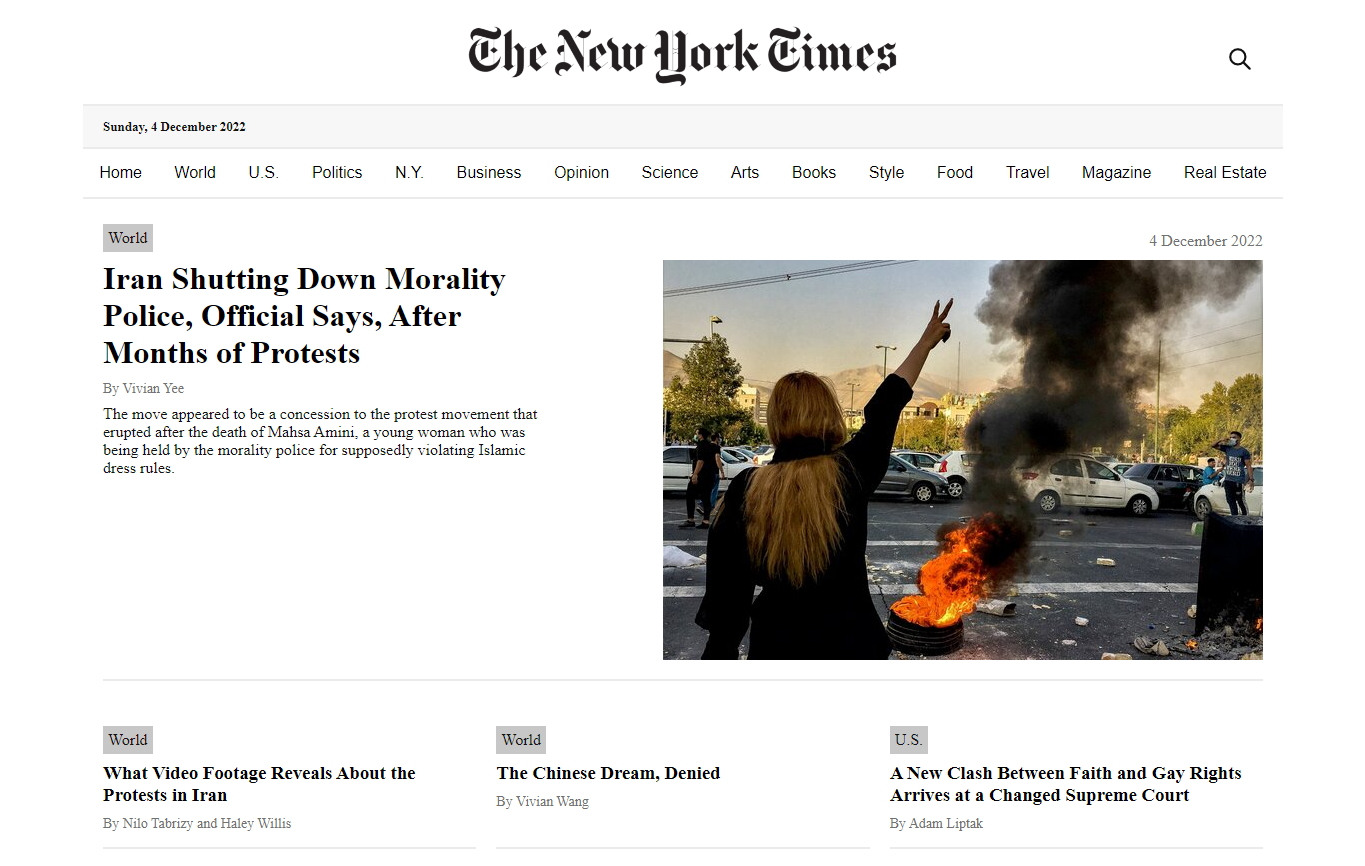 The New York Times
Sunday, 4 December 2022
Home World U.S. Politics N.Y. Business Opinion Science Arts Books Style Food Travel Magazine Real Estate
World
4 December 2022
Iran Shutting Down Morality
Police, Official Says, After
Months of Protests
By Vivian Yee
The move appeared to be a concession to the protest movement that
erupted after the death of Mahsa Amini, a young woman who was
being held by the morality police for supposedly violating Islamic
dress rules.
World
What Video Footage Reveals About the
Protests in Iran
By Nilo Tabrizy and Haley Willis
World
The Chinese Dream, Denied
By Vivian Wang
U.S.
A New Clash Between Faith and Gay Rights
Arrives at a Changed Supreme Court
By Adam Liptak